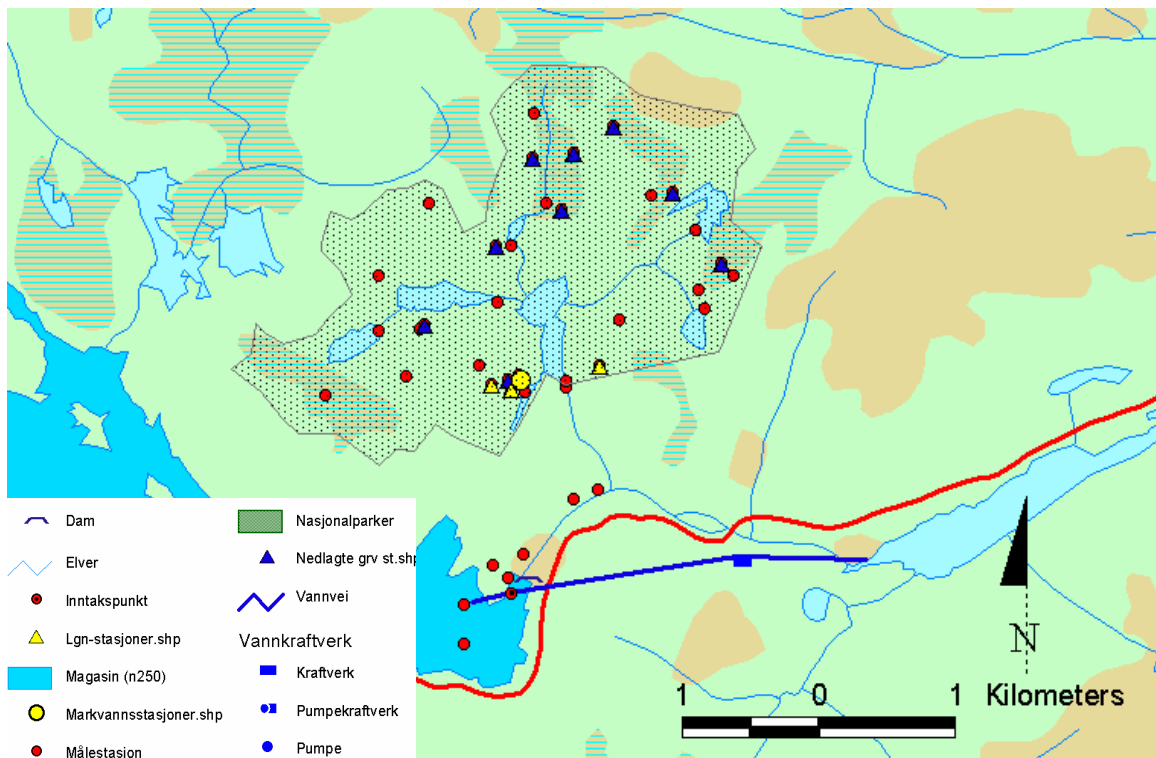 Dam
Elver
Inntakspunkt
Lgn-stasjoner.shp
Magasin (n250)
Markvannsstasjoner.shp
Målestasjon
Nasjonalparker
Nedlagte grv st.shp
Vannvei
Vannkraftverk
Kraftverk
Pumpekraftverk
Pumpe
N
1 0 1 Kilometers